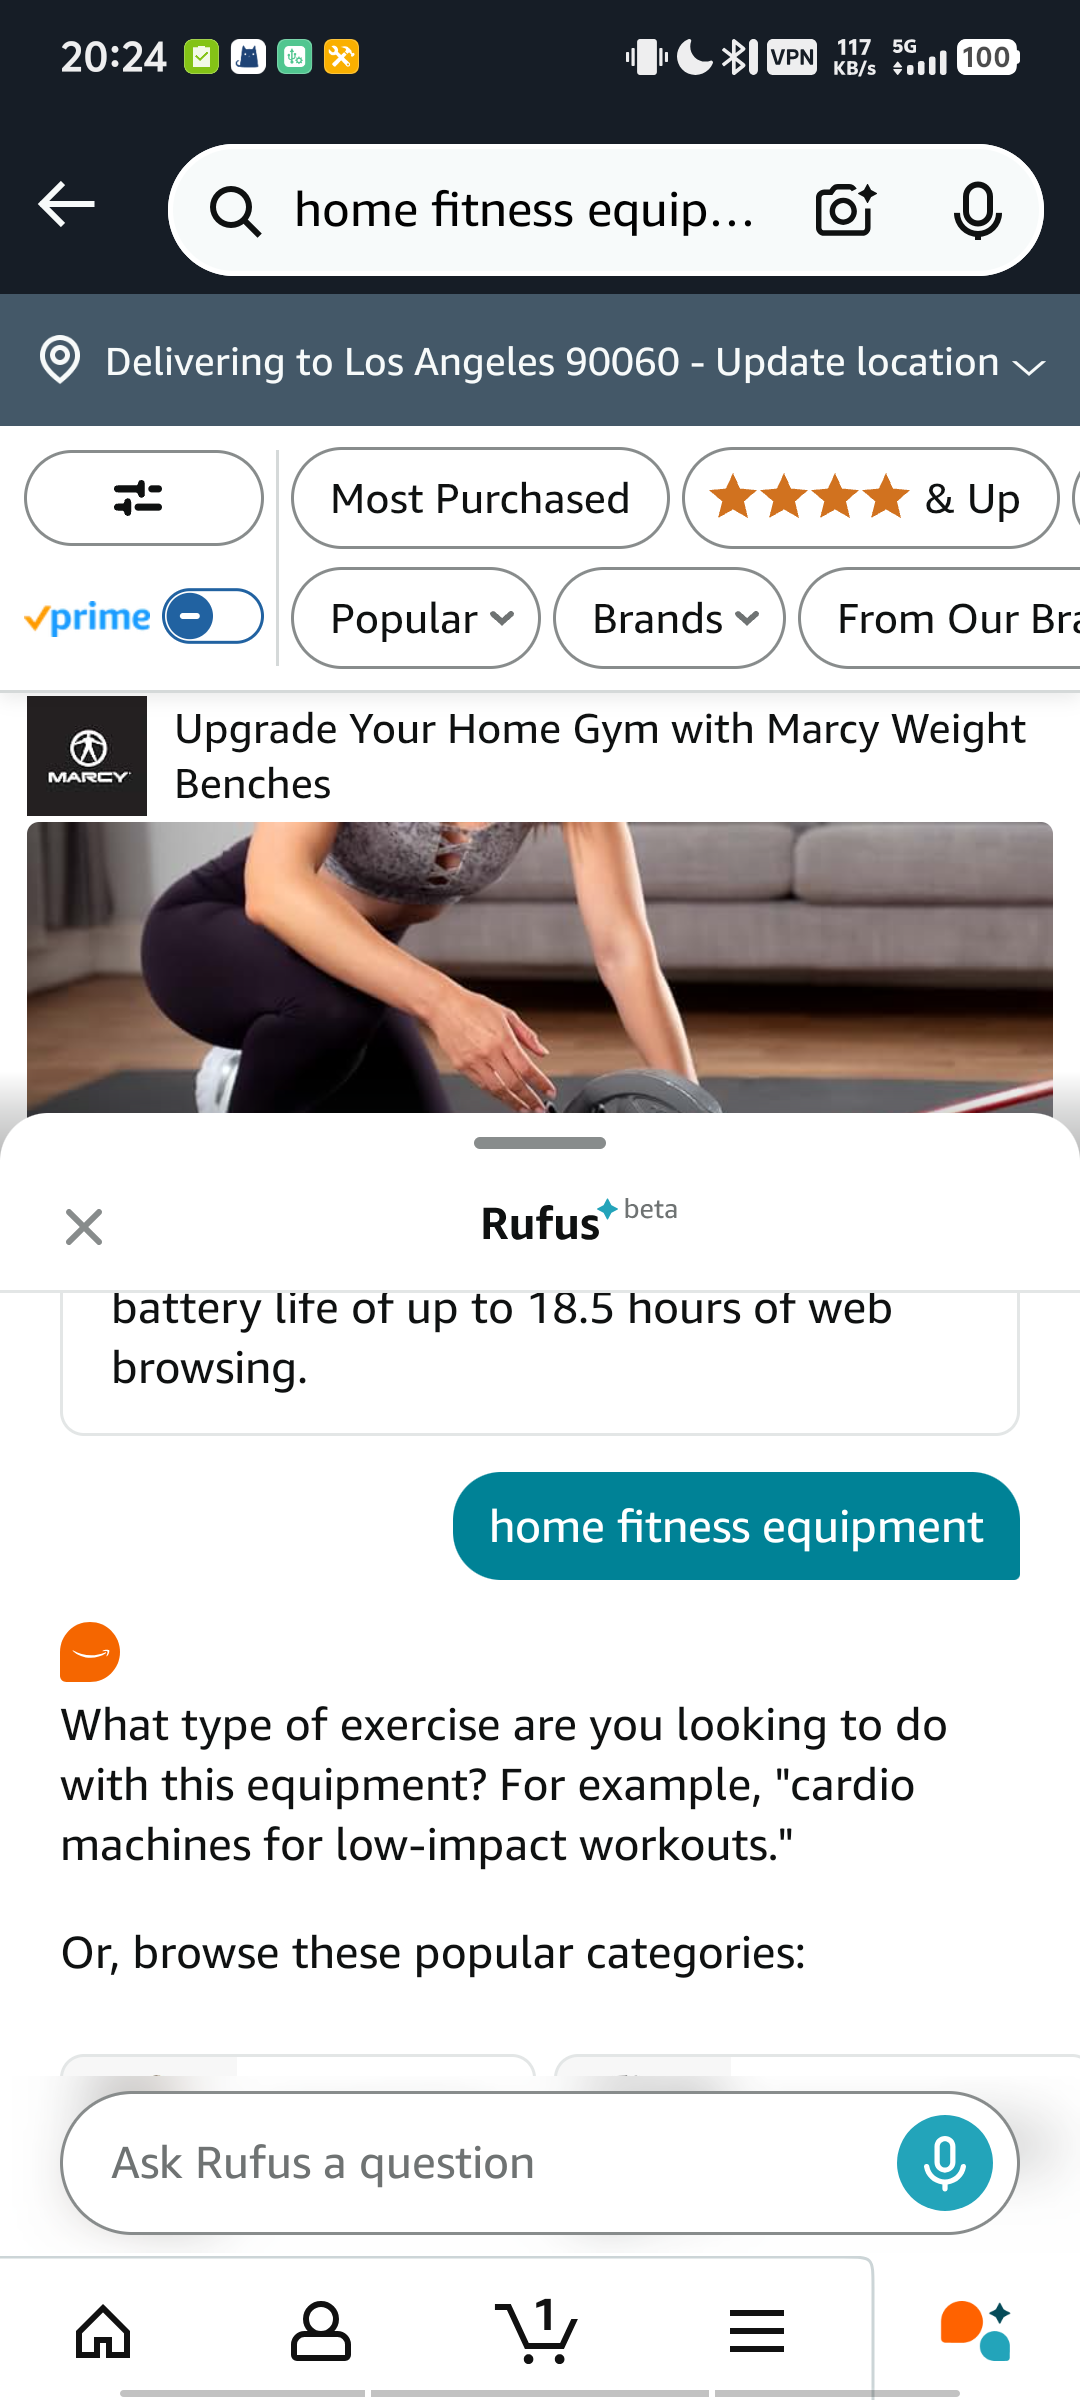 20:24
VPN
117
KB/s
5G
100
home fitness equip...
Delivering to Los Angeles 90060 - Update location
Most Purchased
& Up
prime
Popular
Brands
From Our Bra
MARCY
Upgrade Your Home Gym with Marcy Weight
Benches
Rufus beta
battery life of up to 18.5 hours of web
browsing.
home fitness equipment
What type of exercise are you looking to do
with this equipment? For example, "cardio
machines for low-impact workouts."
Or, browse these popular categories:
Ask Rufus a question
1